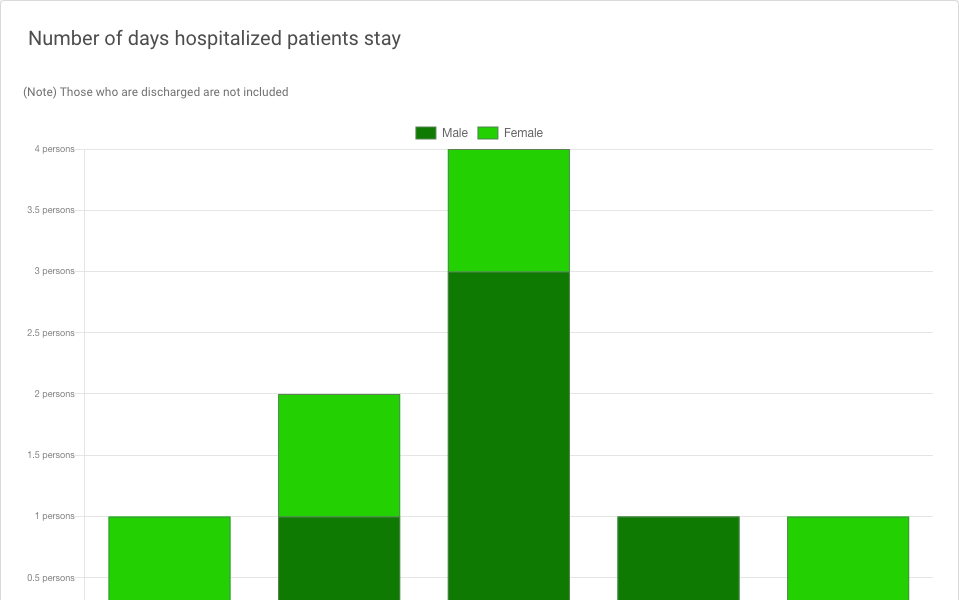 Number of days hospitalized patients stay
(Note) Those who are discharged are not included
Male Female
4 persons
3.5 persons
3 persons
2.5 persons
2 persons
1.5 persons
1 persons
0.5 persons